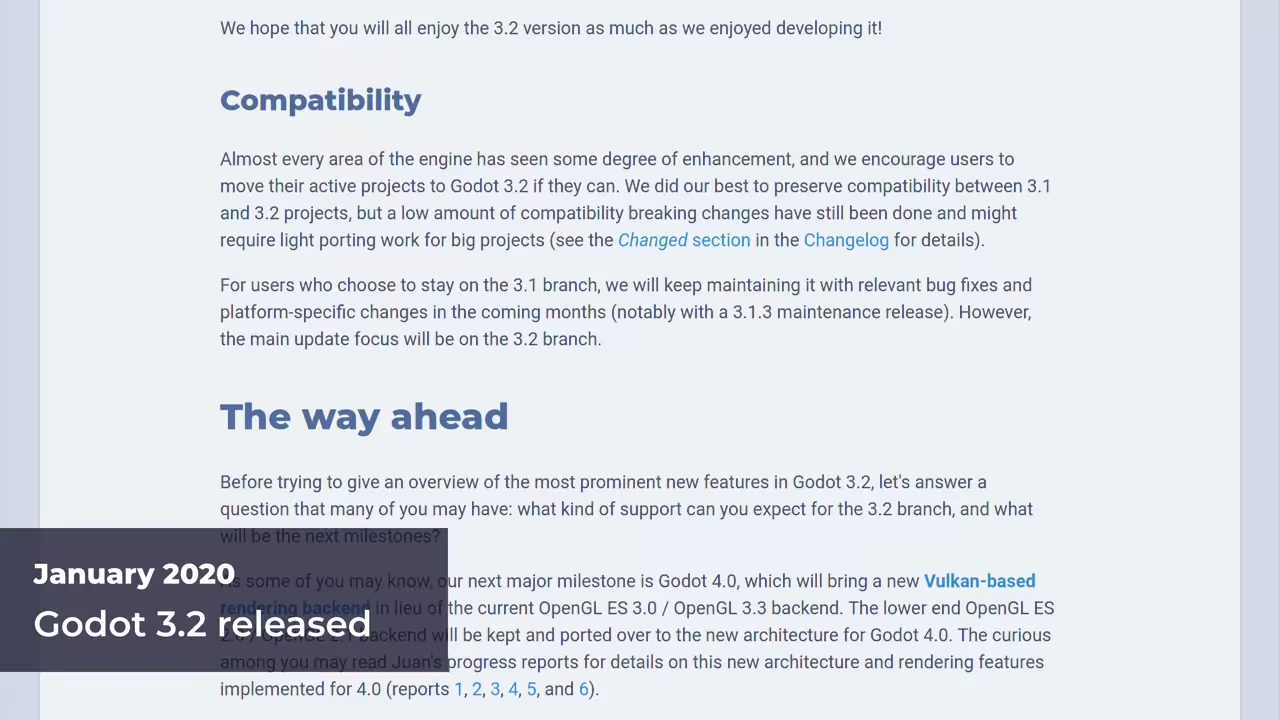 We hope that you will all enjoy the 3.2 version as much as we enjoyed developing it!
Compatibility
Almost every area of the engine has seen some degree of enhancement, and we encourage users to
move their active projects to Godot 3.2 if they can. We did our best to preserve compatibility between 3.1
and 3.2 projects, but a low amount of compatibility breaking changes have still been done and might
require light porting work for big projects (see the Changed section in the Changelog for details).
For users who choose to stay on the 3.1 branch, we will keep maintaining it with relevant bug fixes and
platform-specific changes in the coming months (notably with a 3.1.3 maintenance release). However,
the main update focus will be on the 3.2 branch.
The way ahead
Before trying to give an overview of the most prominent new features in Godot 3.2, let's answer a
question that many of you may have: what kind of support can you expect for the 3.2 branch, and what
will be the next milestones?
As some of you may know, our next major milestone is Godot 4.0, which will bring a new Vulkan-based
rendering backend in lieu of the current OpenGL ES 3.0 / OpenGL 3.3 backend. The lower end OpenGL ES
2.0 / OpenGL 2.1 backend will be kept and ported over to the new architecture for Godot 4.0. The curious
among you may read Juan's progress reports for details on this new architecture and rendering features
implemented for 4.0 (reports 1, 2, 3, 4, 5, and 6).
January 2020
Godot 3.2 released